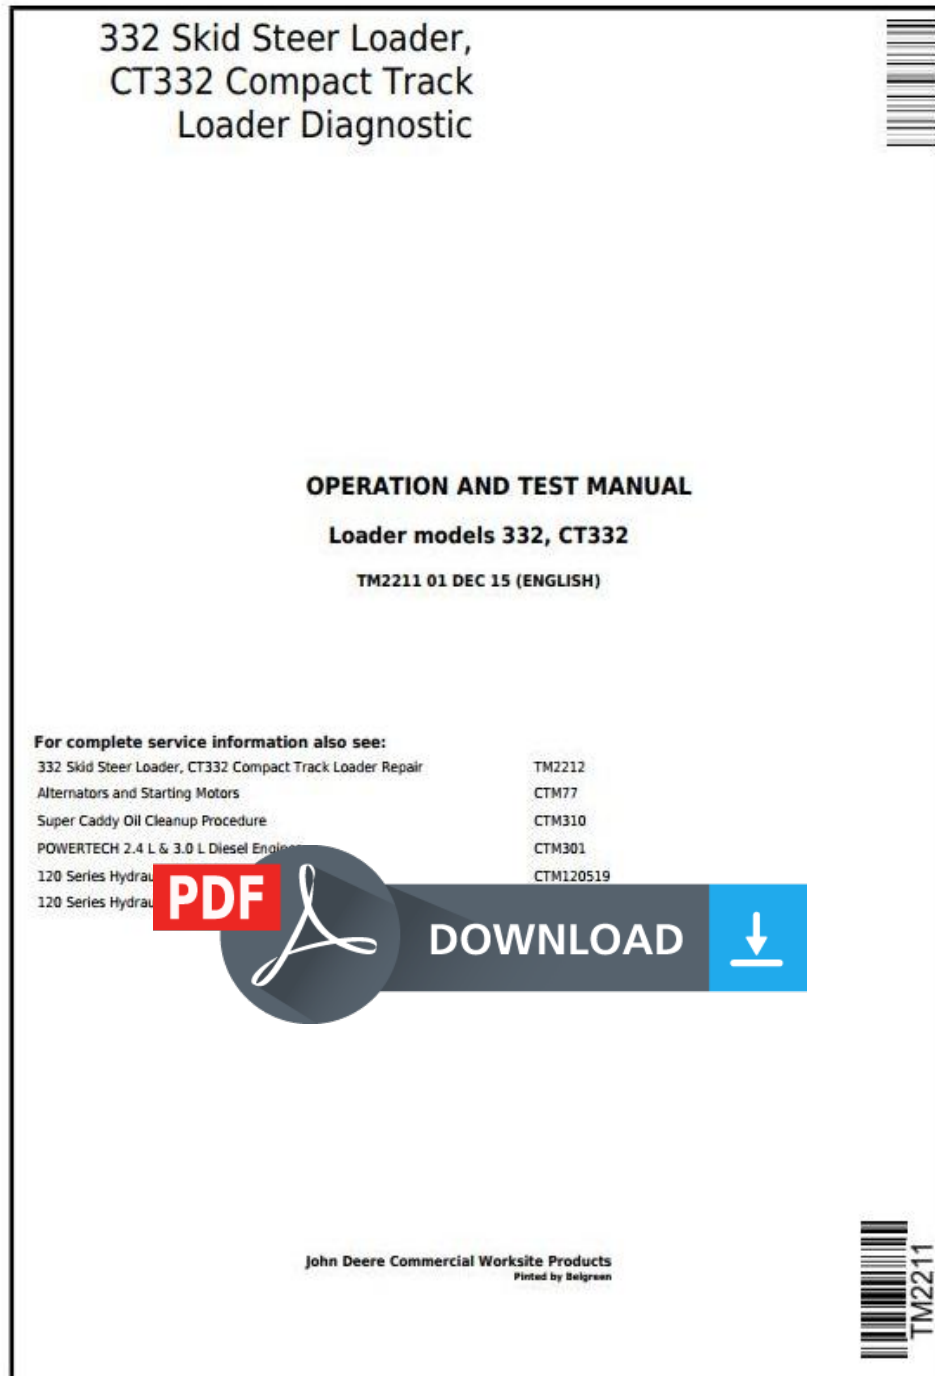 332 Skid Steer Loader,
CT332 Compact Track
Loader Diagnostic
OPERATION AND TEST MANUAL
Loader models 332, CT332
TM2211 01 DEC 15 (ENGLISH)
For complete service information also see:
332 Skid Steer Loader, CT332 Compact Track Loader Repair TM2212
Alternators and Starting Motors CTM77
Super Caddy Oil Cleanup Procedure CTM310
POWERTECH 2.4 L & 3.0 L Diesel CTM301
120 Series CTM120519
120 Series
PDF
DOWNLOAD
John Deere Commercial Worksite Products
Pinted by Belgreen
TM2211